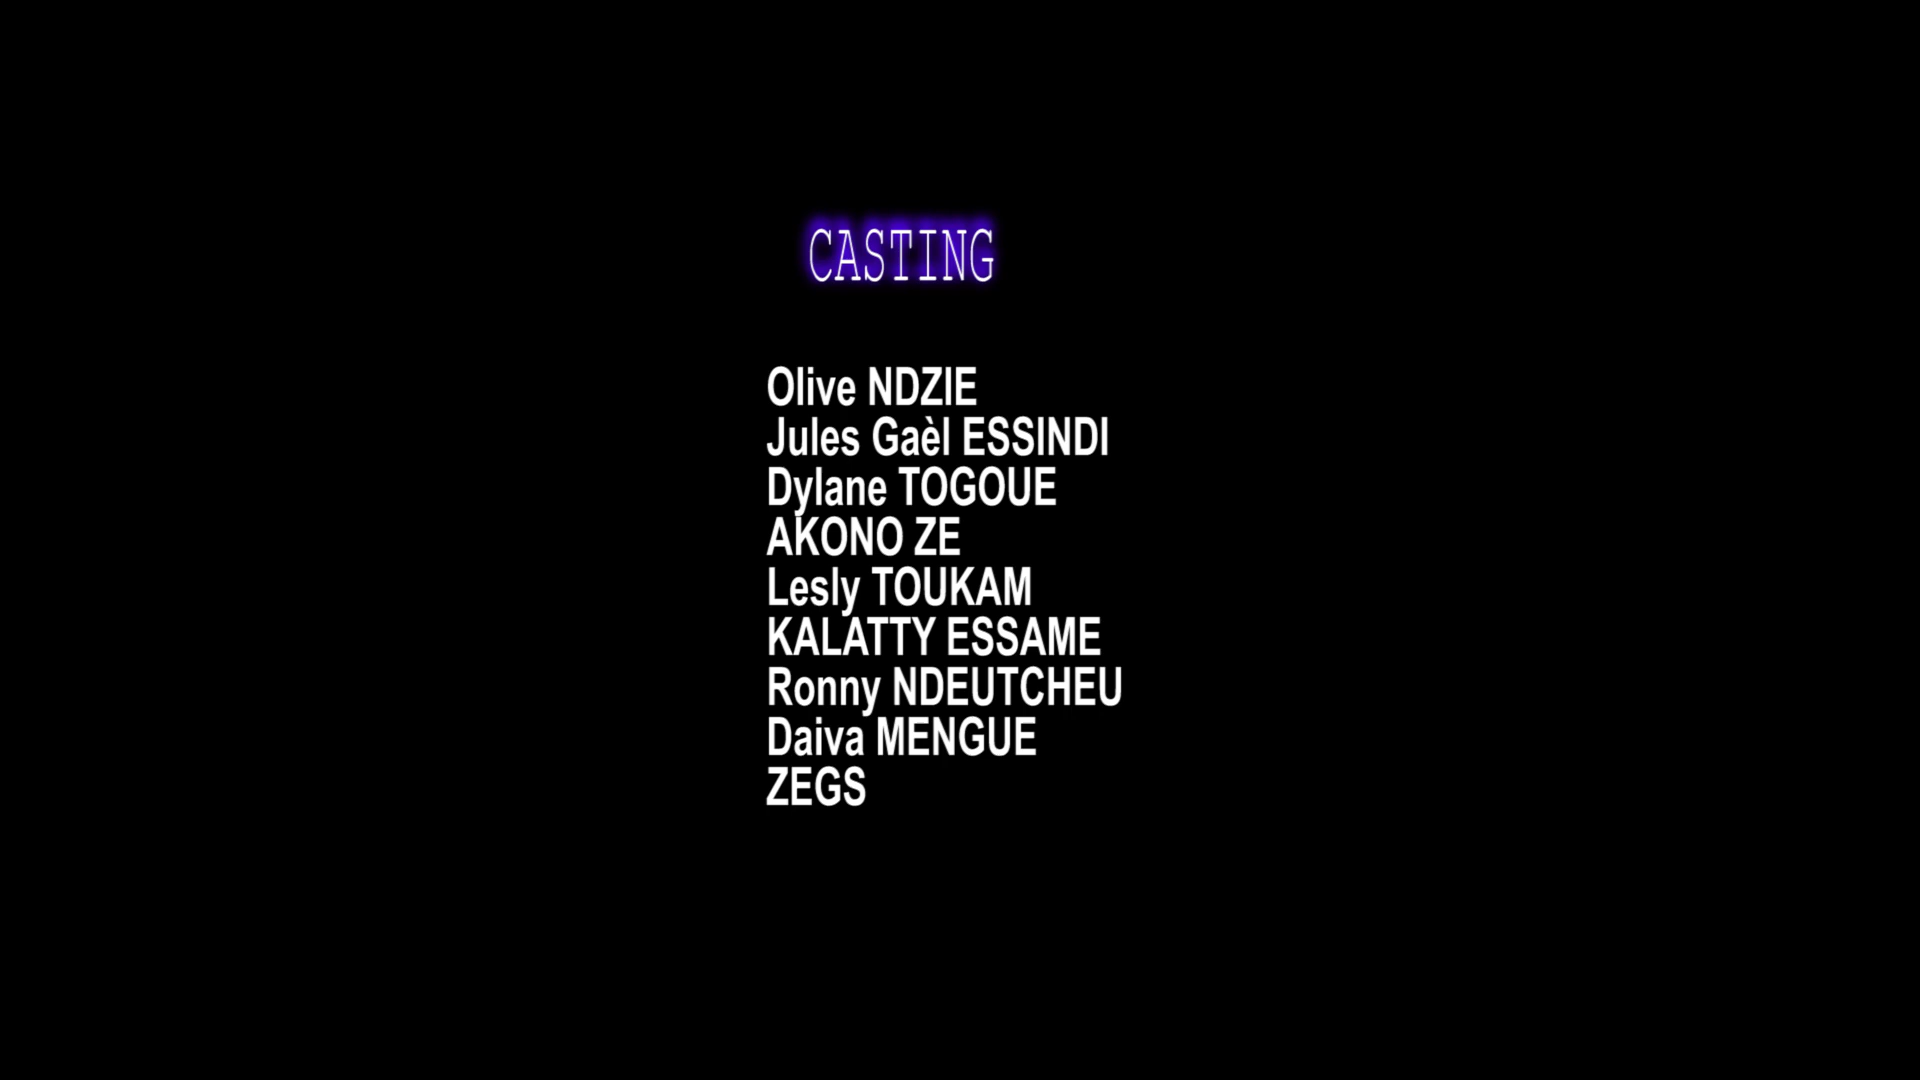 CASTING
Olive NDZIE
Jules Gaèl ESSINDI
Dylane TOGOUE
AKONO ZE
Lesly TOUKAM
KALATTY ESSAME
Ronny NDEUTCHEU
Daiva MENGUE
ZEGS